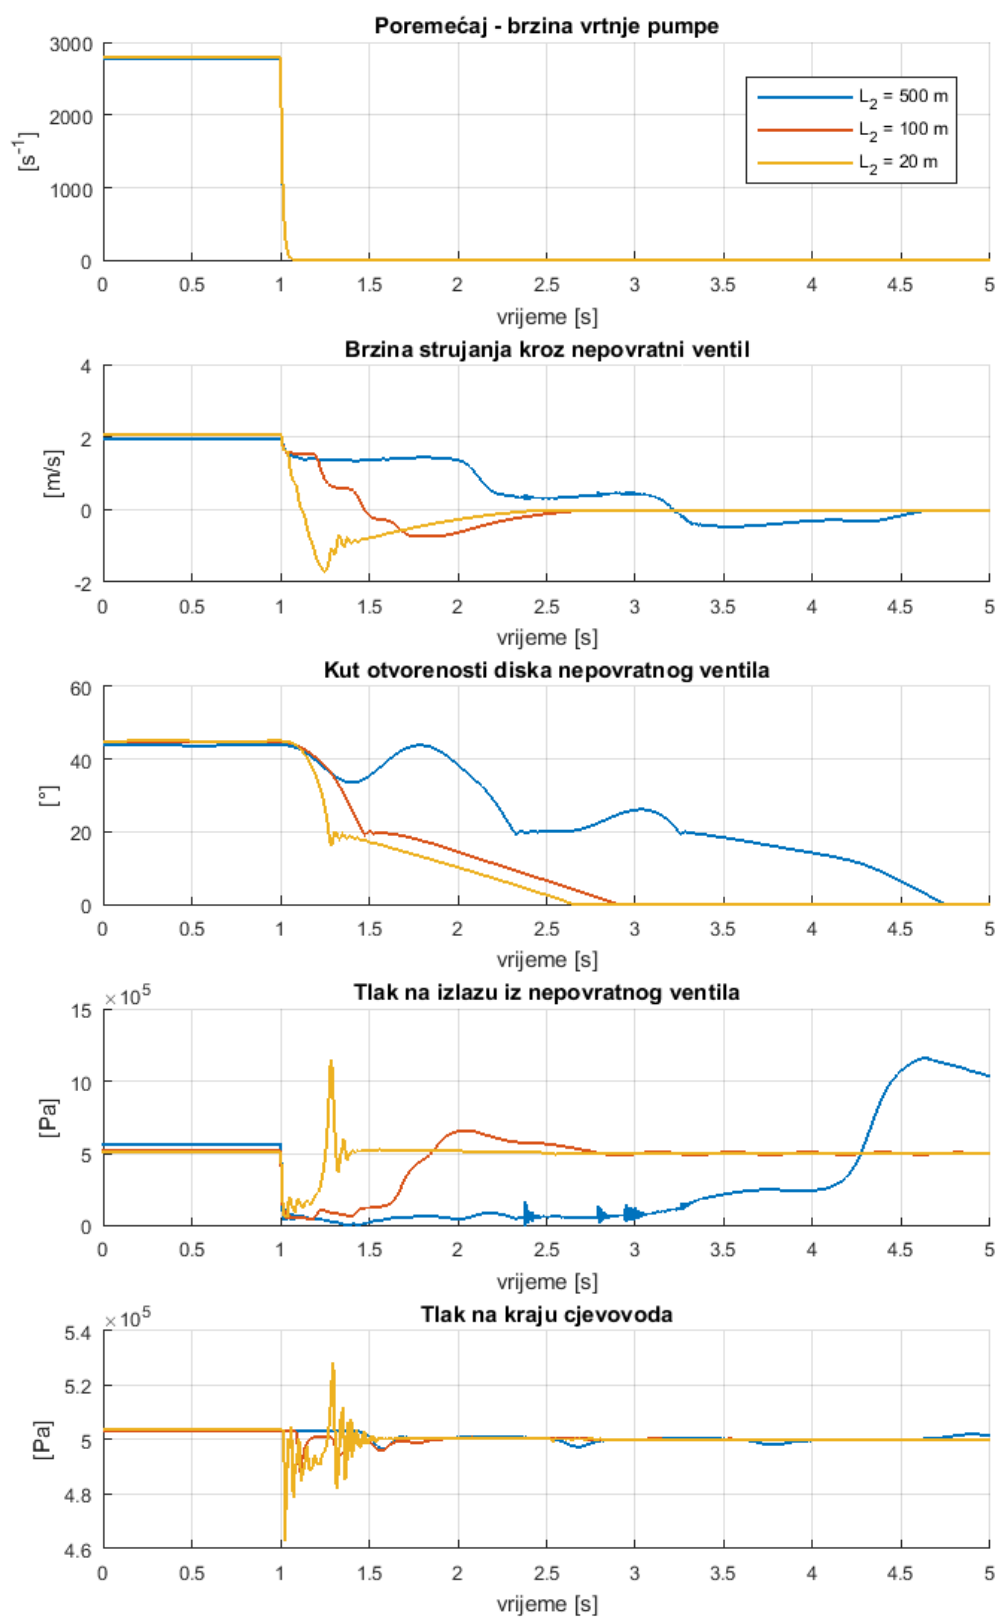 Poremećaj - brzina vrtnje pumpe
3000
2000
1000
0
[s⁻¹]
L₂ = 500 m
L₂ = 100 m
L₂ = 20 m
0 0.5 1 1.5 2 2.5 3 3.5 4 4.5 5
vrijeme [s]
Brzina strujanja kroz nepovratni ventil
4
2
0
-2
[m/s]
0 0.5 1 1.5 2 2.5 3 3.5 4 4.5 5
vrijeme [s]
Kut otvorenosti diska nepovratnog ventila
60
40
20
0
[°]
0 0.5 1 1.5 2 2.5 3 3.5 4 4.5 5
vrijeme [s]
×10⁵
Tlak na izlazu iz nepovratnog ventila
15
10
5
0
[Pa]
0 0.5 1 1.5 2 2.5 3 3.5 4 4.5 5
vrijeme [s]
×10⁵
Tlak na kraju cjevovoda
5.4
5.2
5
4.8
4.6
[Pa]
0 0.5 1 1.5 2 2.5 3 3.5 4 4.5 5
vrijeme [s]